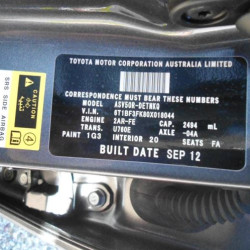 TOYOTA MOTOR CORPORATION AUSTRALIA LIMITED
CORRESPONDENCE MUST BEAR THESE NUMBERS
MODEL ASV50R-DETNKQ
V.I.N. 6T1BF3FK80X018044
ENGINE 2AR-FE CAP. 2494 mL
TRANS. U760E AXLE -04A
PAINT 1G3 INTERIOR 20 SEATS FA
BUILT DATE SEP 12
SRS SIDE AIRBAG